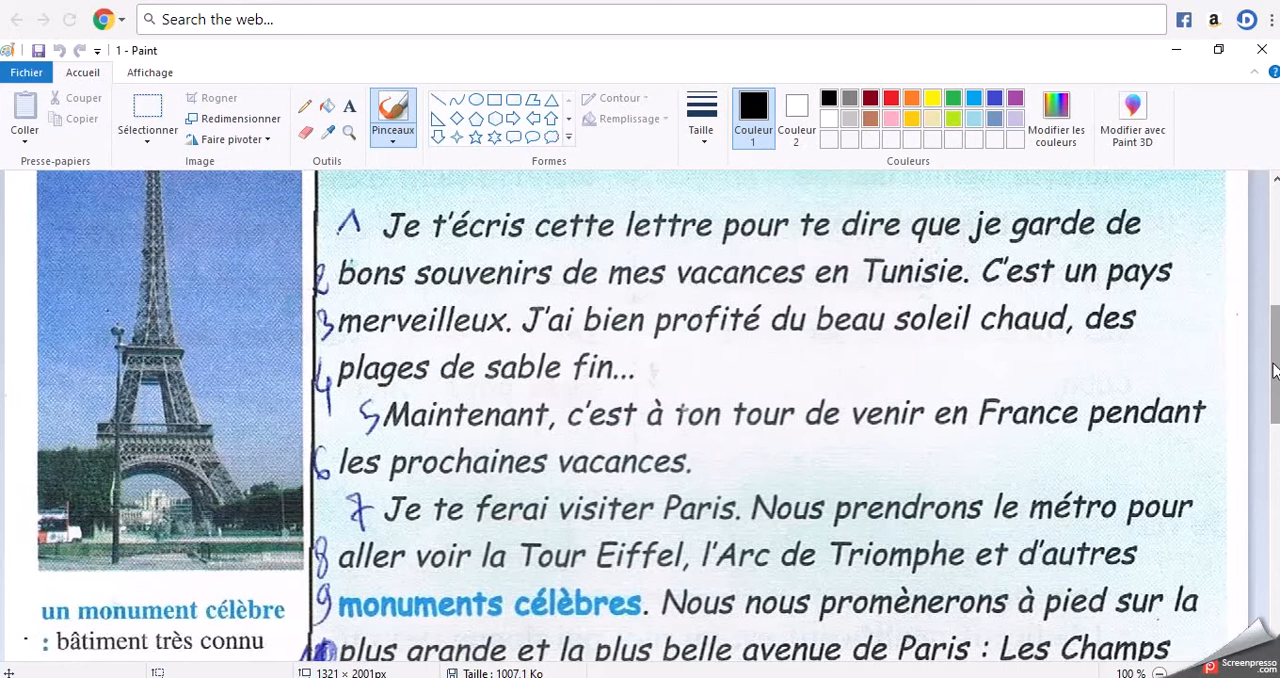 Search the web...
1 - Paint
Fichier Accueil Affichage
Coller
Couper
Copier
Presse-papiers
Sélectionner
Rogner
Redimensionner
Faire pivoter
Image
A
Outils
Pinceaux
Contour
Remplissage
Formes
Taille
Couleur 1
Couleur 2
Modifier les couleurs
Couleurs
Modifier avec Paint 3D
1 Je t'écris cette lettre pour te dire que je garde de
2 bons souvenirs de mes vacances en Tunisie. C'est un pays
3 merveilleux. J'ai bien profité du beau soleil chaud, des
4 plages de sable fin...
5 Maintenant, c'est à ton tour de venir en France pendant
6 les prochaines vacances.
7 Je te ferai visiter Paris. Nous prendrons le métro pour
8 aller voir la Tour Eiffel, l'Arc de Triomphe et d'autres
9 monuments célèbres. Nous nous promènerons à pied sur la
plus grande et la plus belle avenue de Paris : Les Champs
un monument célèbre
: bâtiment très connu
1321 × 2001px
Taille : 1007.1 Ko
100 %
Screenpresso.com